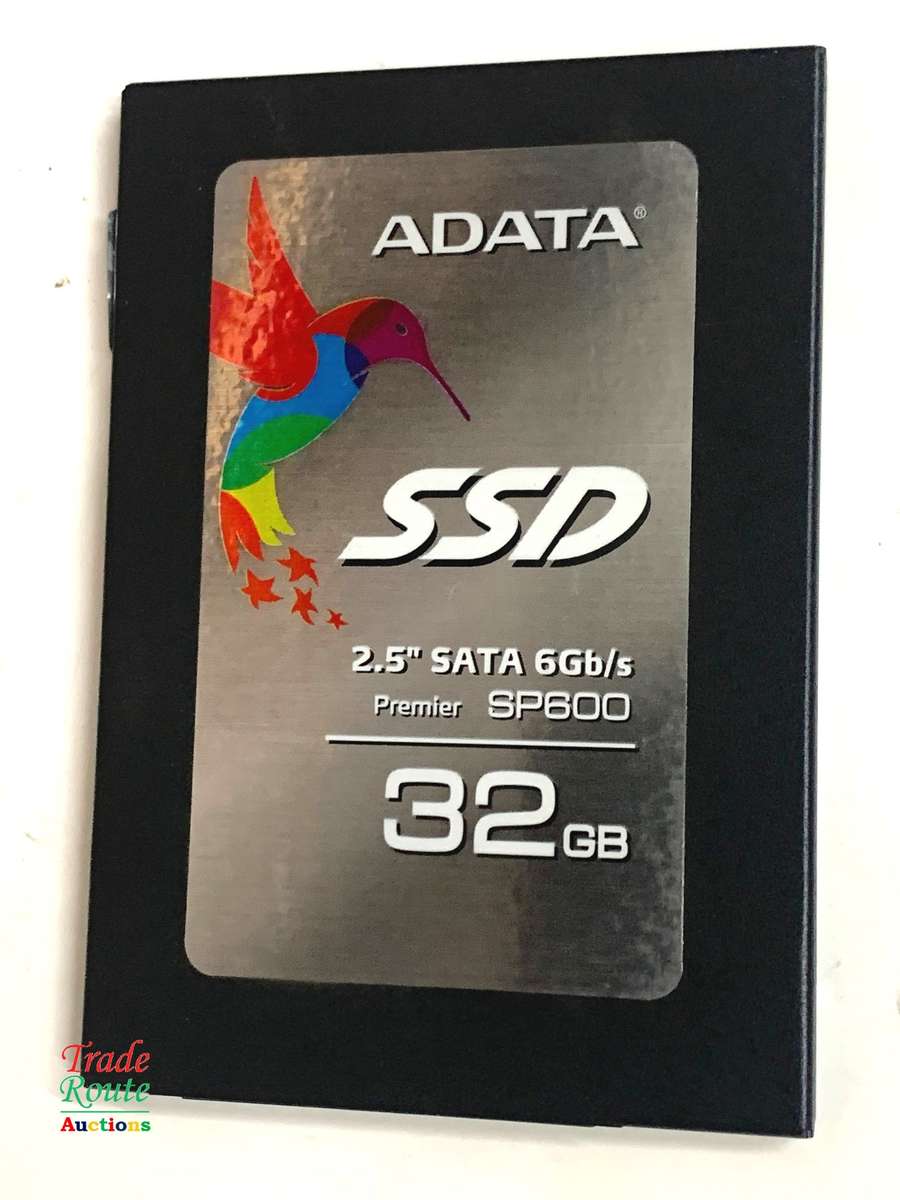 ADATA®
SSD
2.5" SATA 6Gb/s
Premier SP600
32GB
Trade
Route
Auctions